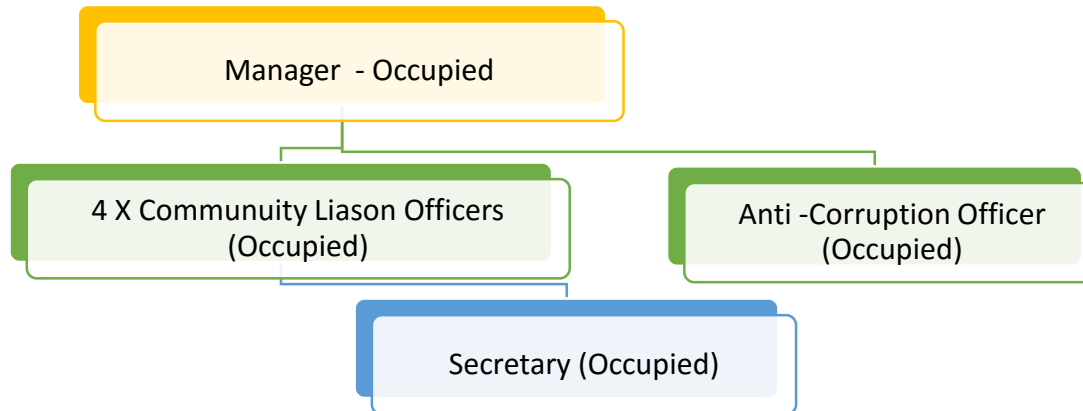 Manager  - Occupied
4 X Communuity Liason Officers
(Occupied)
Anti -Corruption Officer
(Occupied)
Secretary (Occupied)